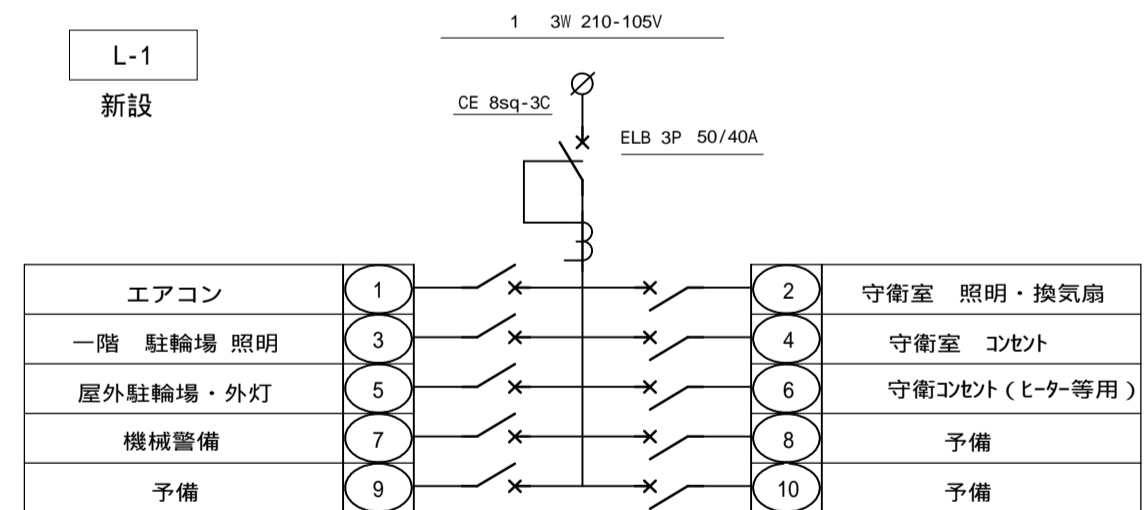 1 3W 210-105V
L-1
新設
CE 8sq-3C
ELB 3P 50/40A
エアコン 1 2 守衛室 照明・換気扇
一階 駐輪場 照明 3 4 守衛室 コンセント
屋外駐輪場・外灯 5 6 守衛コンセント(ヒーター等用)
機械警備 7 8 予備
予備 9 10 予備